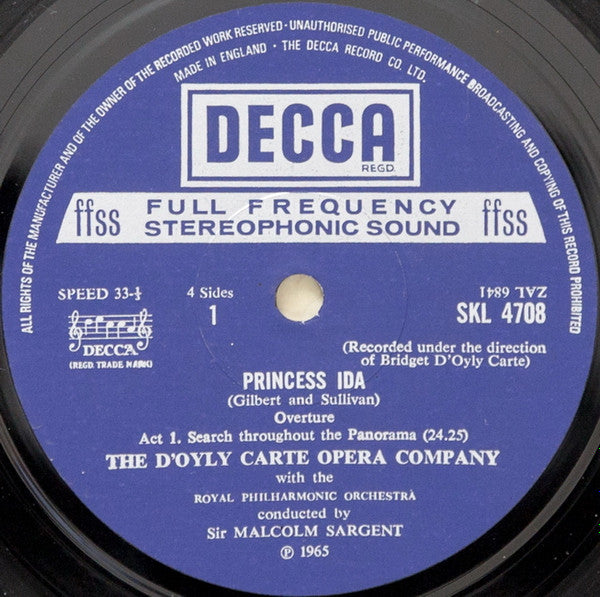 ALL RIGHTS OF THE MANUFACTURER AND OF THE OWNER OF THE RECORDED WORK RESERVED · UNAUTHORISED PUBLIC PERFORMANCE BROADCASTING AND COPYING OF THIS RECORD PROHIBITED
MADE IN ENGLAND · THE DECCA RECORD CO. LTD.
DECCA
REGD.
ffss FULL FREQUENCY ffss
STEREOPHONIC SOUND
SPEED 33-⅓
4 Sides
1
ZAL 6841
SKL 4708
DECCA
(REGD. TRADE MARK)
(Recorded under the direction
of Bridget D'Oyly Carte)
PRINCESS IDA
(Gilbert and Sullivan)
Overture
Act 1. Search throughout the Panorama (24.25)
THE D'OYLY CARTE OPERA COMPANY
with the
ROYAL PHILHARMONIC ORCHESTRA
conducted by
Sir MALCOLM SARGENT
℗ 1965